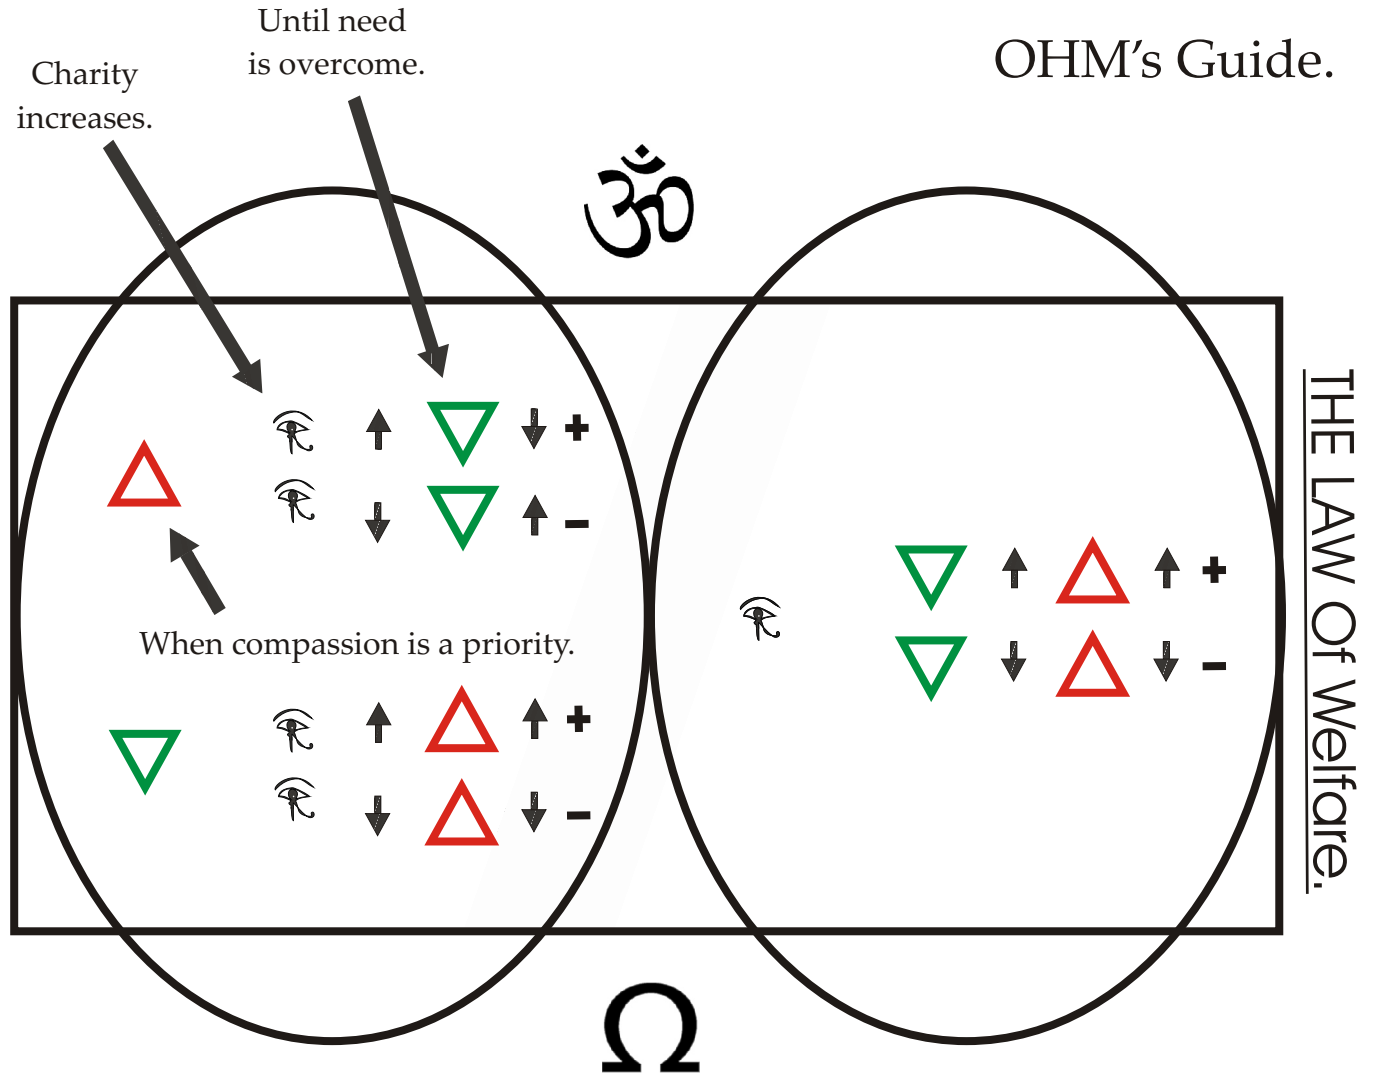 Until need
is overcome.
OHM's Guide.
Charity
increases.
ॐ
+
−
When compassion is a priority.
+
−
+
−
THE LAW Of Welfare.
Ω